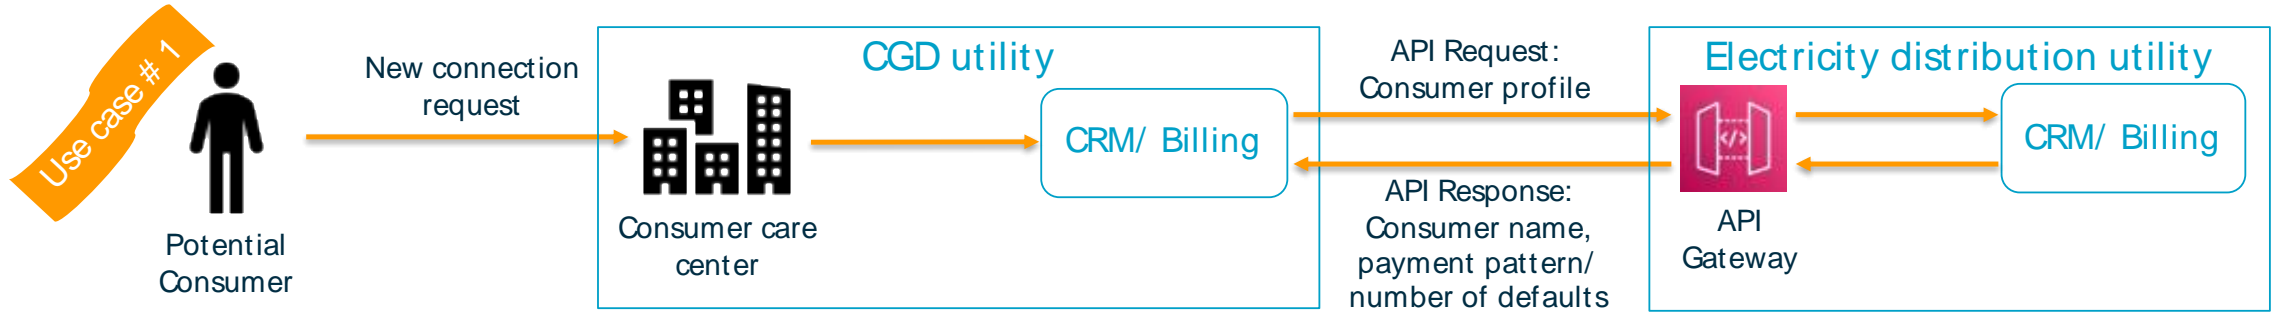 Use case # 1
Potential
Consumer
New connection
request
CGD utility
Consumer care
center
CRM/ Billing
API Request:
Consumer profile
API Response:
Consumer name,
payment pattern/
number of defaults
Electricity distribution utility
API
Gateway
CRM/ Billing